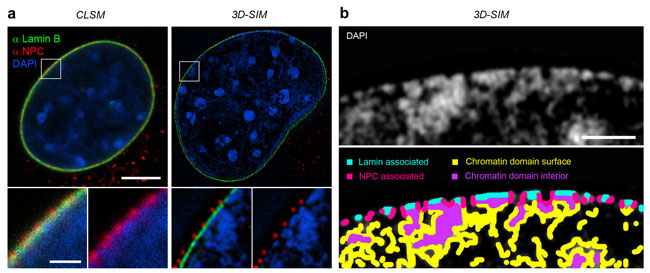 a
CLSM
3D-SIM
α Lamin B
α NPC
DAPI
b
3D-SIM
DAPI
Lamin associated
Chromatin domain surface
NPC associated
Chromatin domain interior